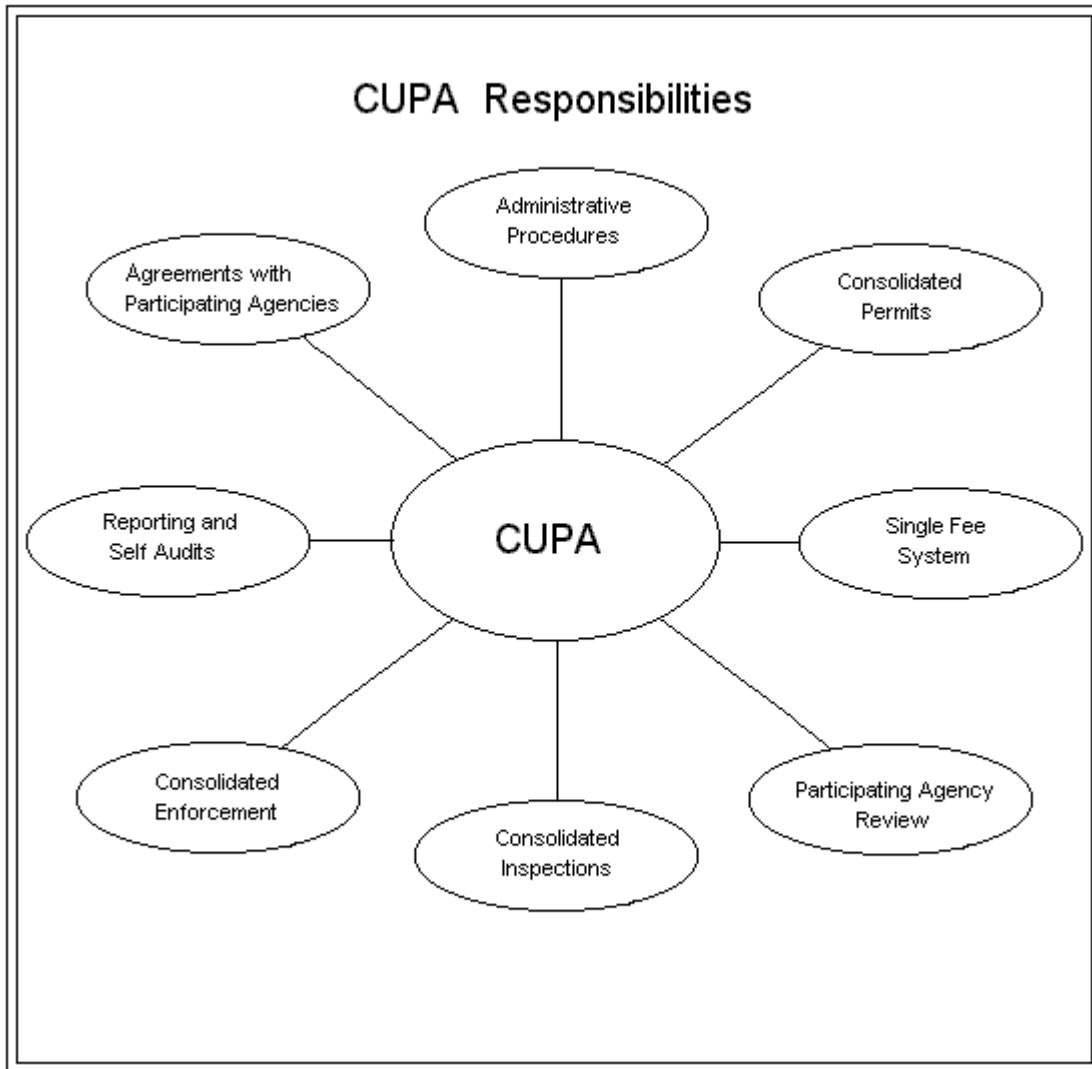 CUPA Responsibilities
Administrative
Procedures
Agreements with
Participating Agencies
Consolidated
Permits
Reporting and
Self Audits
CUPA
Single Fee
System
Consolidated
Enforcement
Consolidated
Inspections
Participating Agency
Review